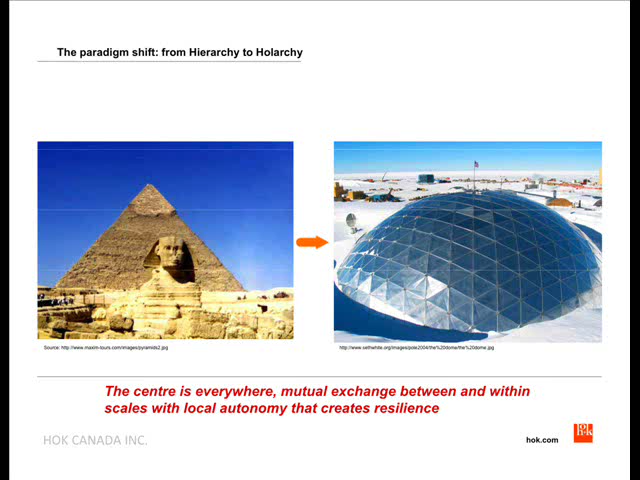 The paradigm shift: from Hierarchy to Holarchy
Source: http://www.maxim-tours.com/images/pyramids2.jpg
http://www.sethwhite.org/images/pole2004/the%20dome/the%20dome.jpg
The centre is everywhere, mutual exchange between and within
scales with local autonomy that creates resilience
HOK CANADA INC.
hok.com
hok